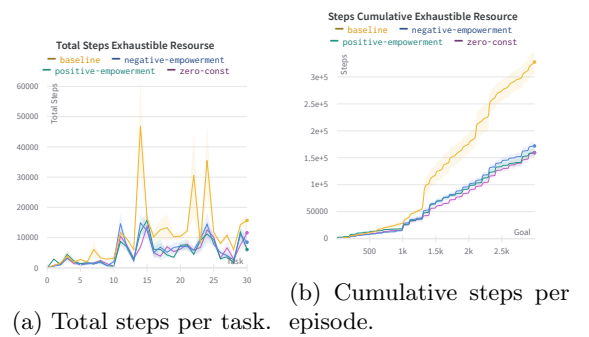 Total Steps Exhaustible Resourse
baseline negative-empowerment
positive-empowerment zero-const
Total Steps
60000
50000
40000
30000
20000
10000
0
0 5 10 15 20 25 30
Task
(a) Total steps per task.
Steps Cumulative Exhaustible Resource
baseline negative-empowerment
positive-empowerment zero-const
Steps
3e+5
2.5e+5
2e+5
1.5e+5
1e+5
50000
0
500 1k 1.5k 2k 2.5k
Goal
(b) Cumulative steps per
episode.